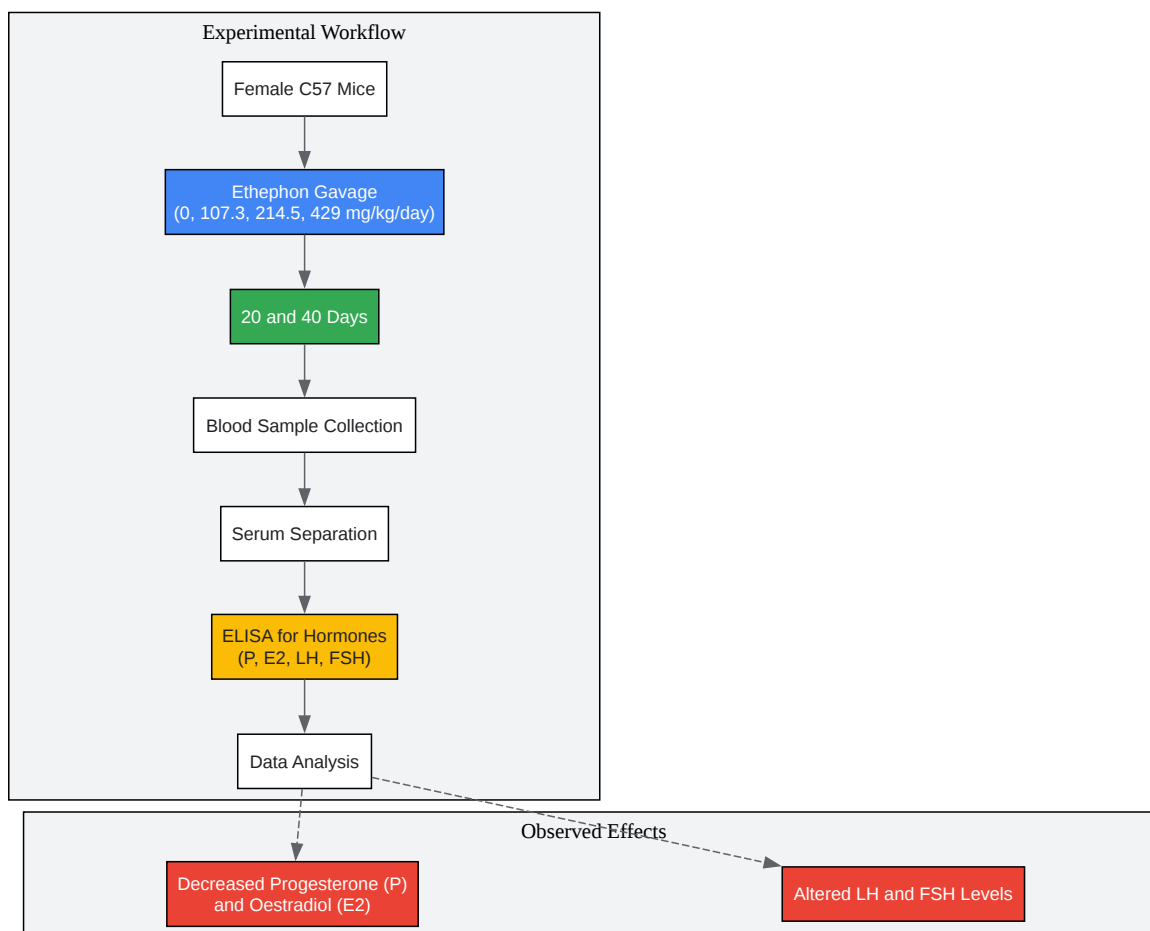 Experimental Workflow
Female C57 Mice
Ethephon Gavage
(0, 107.3, 214.5, 429 mg/kg/day)
20 and 40 Days
Blood Sample Collection
Serum Separation
ELISA for Hormones
(P, E2, LH, FSH)
Data Analysis
Observed Effects
Decreased Progesterone (P)
and Oestradiol (E2)
Altered LH and FSH Levels